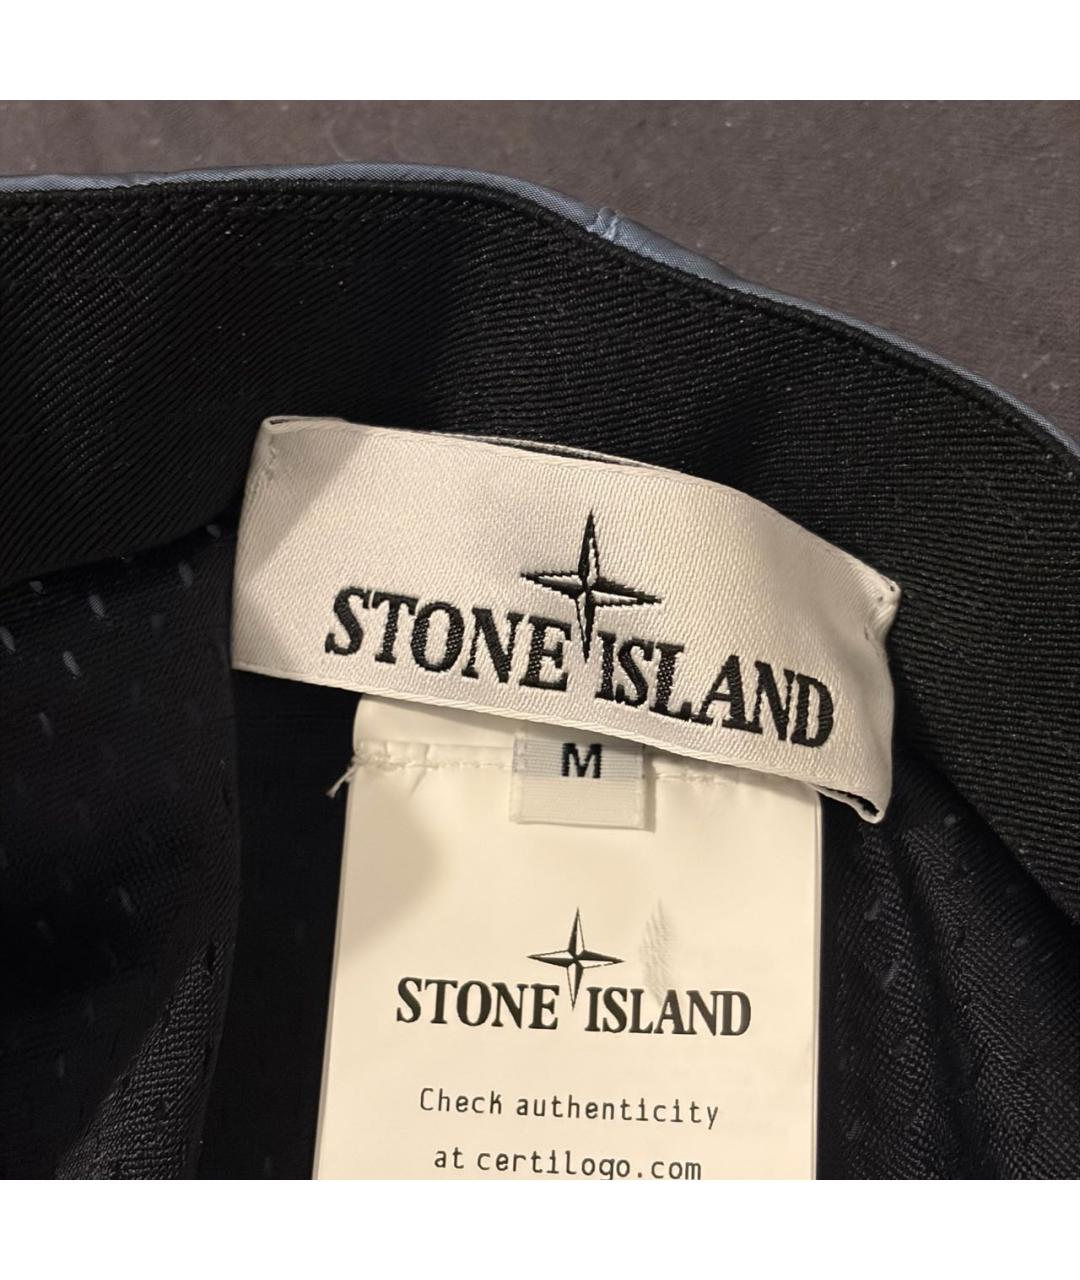 STONE ISLAND
M
STONE ISLAND
Check authenticity
at certilogo.com